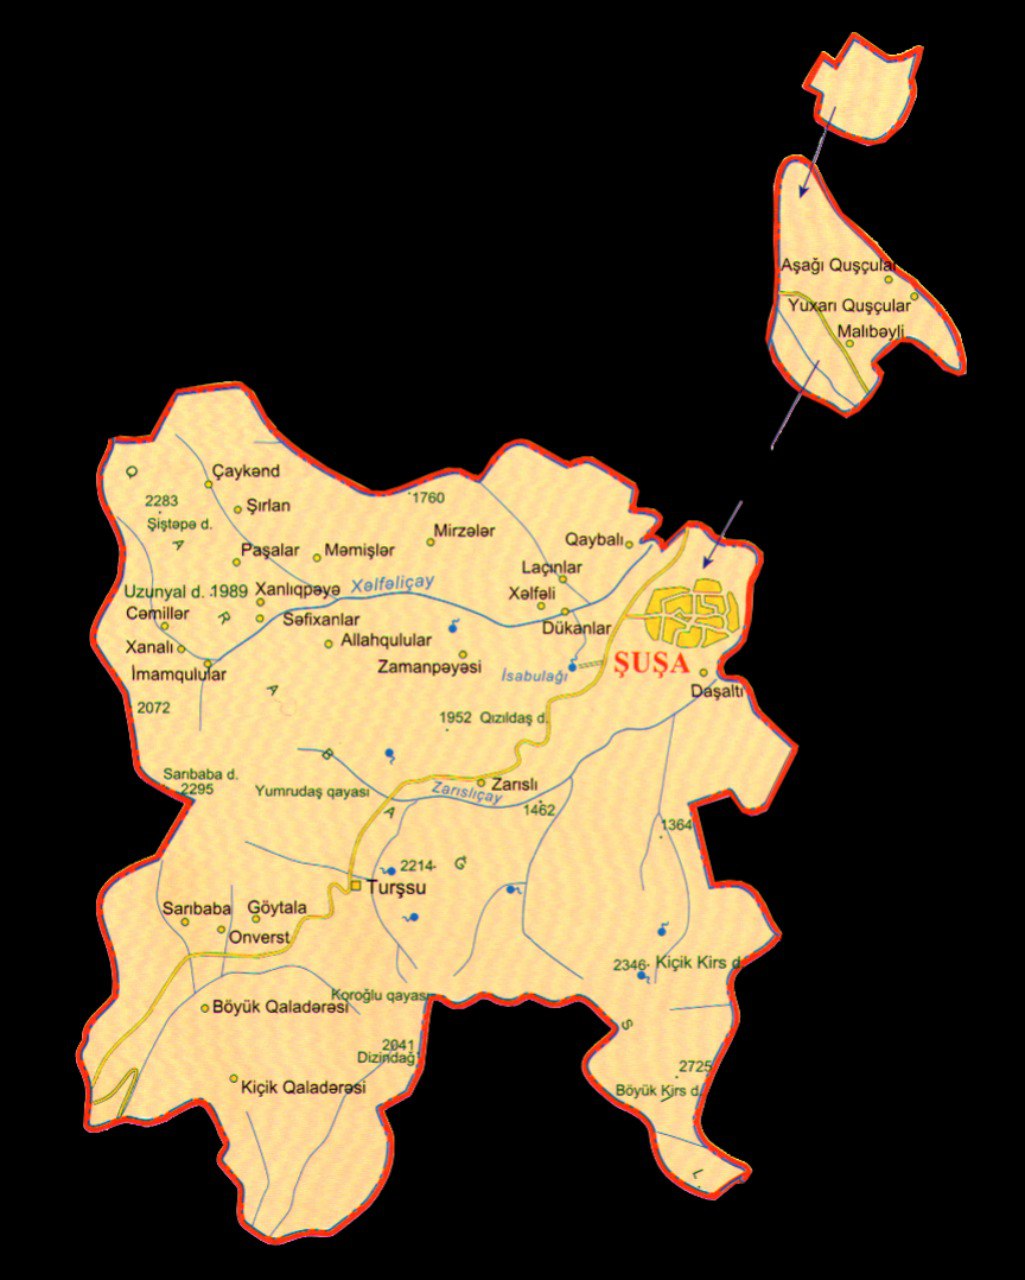 Aşağı Quşçular
Yuxarı Quşçular
Malıbəyli
Çaykənd
2283
Şiştəpə d.
Şırlan
1760
Mirzələr
Qaybalı
Paşalar
Məmişlər
Laçınlar
Uzunyal d. 1989
Xanlıqpəyə
Xəlfəliçay
Xəlfəli
Cəmillər
Səfixanlar
Dükanlar
Xanalı
Allahqulular
İmamqulular
Zamanpəyəsi
İsabulağı
ŞUŞA
Daşaltı
2072
1952 Qızıldaş d.
Sarıbaba d.
2295
Yumrudaş qayası
Zarıslıçay
Zarıslı
1462
1364
2214
Turşsu
Sarıbaba
Göytala
Onverst
2346 Kiçik Kirs d
Koroğlu qayası
Böyük Qaladərəsi
2041
Dizindağ
Kiçik Qaladərəsi
2725
Böyük Kirs d.
Q A R A B A Ğ S L